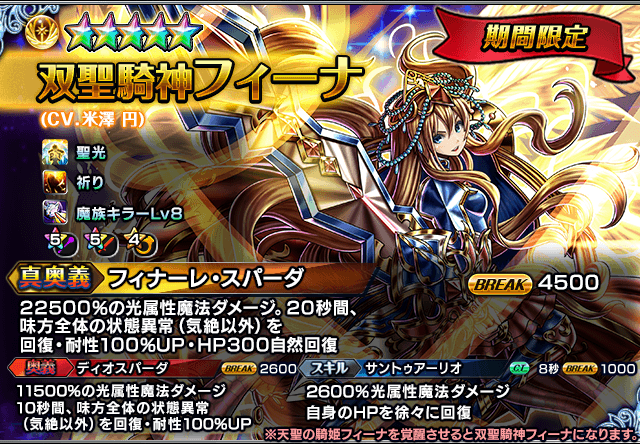 期間限定
双聖騎神フィーナ
(CV.米澤 円)
聖光
祈り
魔族キラーLv8
5 5 4
真奥義 フィナーレ・スパーダ BREAK 4500
22500%の光属性魔法ダメージ。20秒間、
味方全体の状態異常（気絶以外）を
回復・耐性100%UP・HP300自然回復
奥義 ディオスパーダ BREAK 2600
11500%の光属性魔法ダメージ
10秒間、味方全体の状態異常
（気絶以外）を回復・耐性100%UP
スキル サントゥアーリオ CT 8秒 BREAK 1000
2600%光属性魔法ダメージ
自身のHPを徐々に回復
※天聖の騎姫フィーナを覚醒させると双聖騎神フィーナになります。